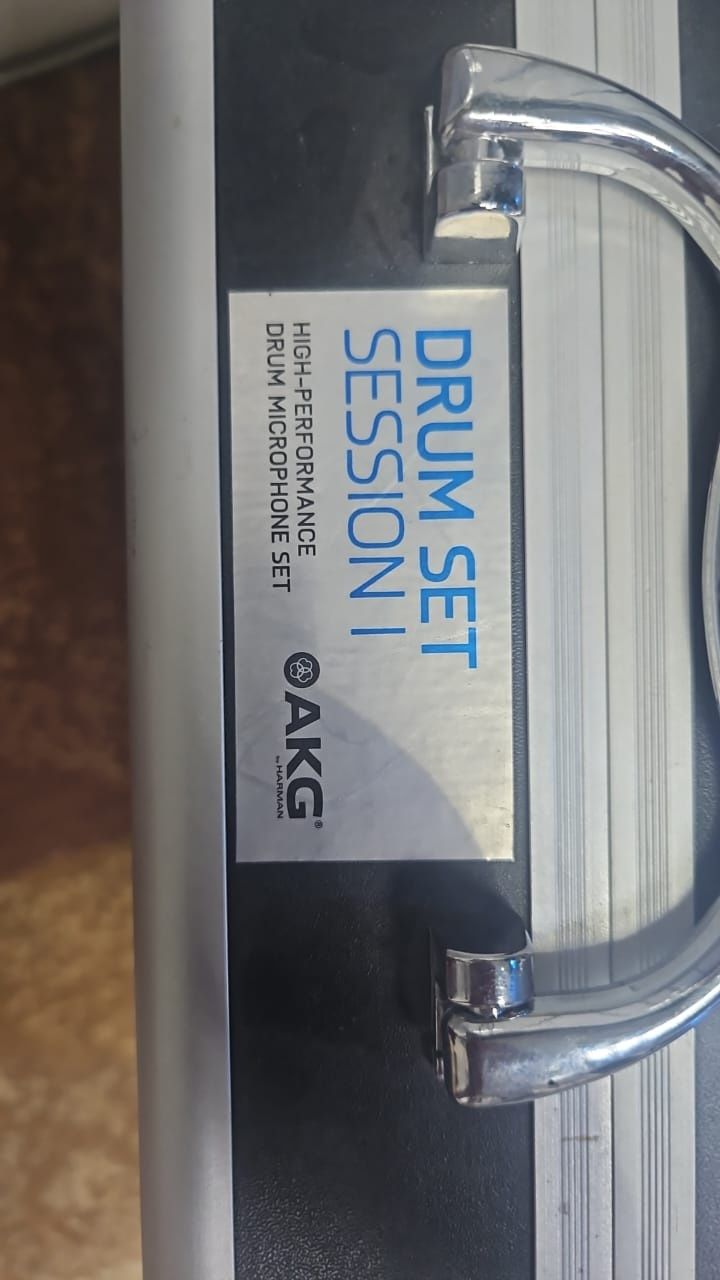 DRUM SET
SESSION I
HIGH-PERFORMANCE
DRUM MICROPHONE SET
AKG®
by HARMAN